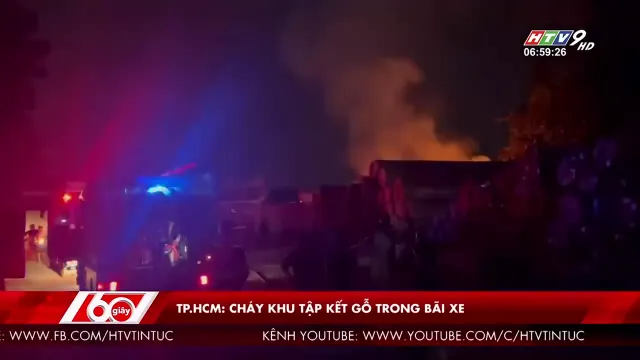 HTV9 HD
06:59:26
60 giây
TP.HCM: CHÁY KHU TẬP KẾT GỖ TRONG BÃI XE
WWW.FB.COM/HTVTINTUC KÊNH YOUTUBE: WWW.YOUTUBE.COM/C/HTVTINTUC